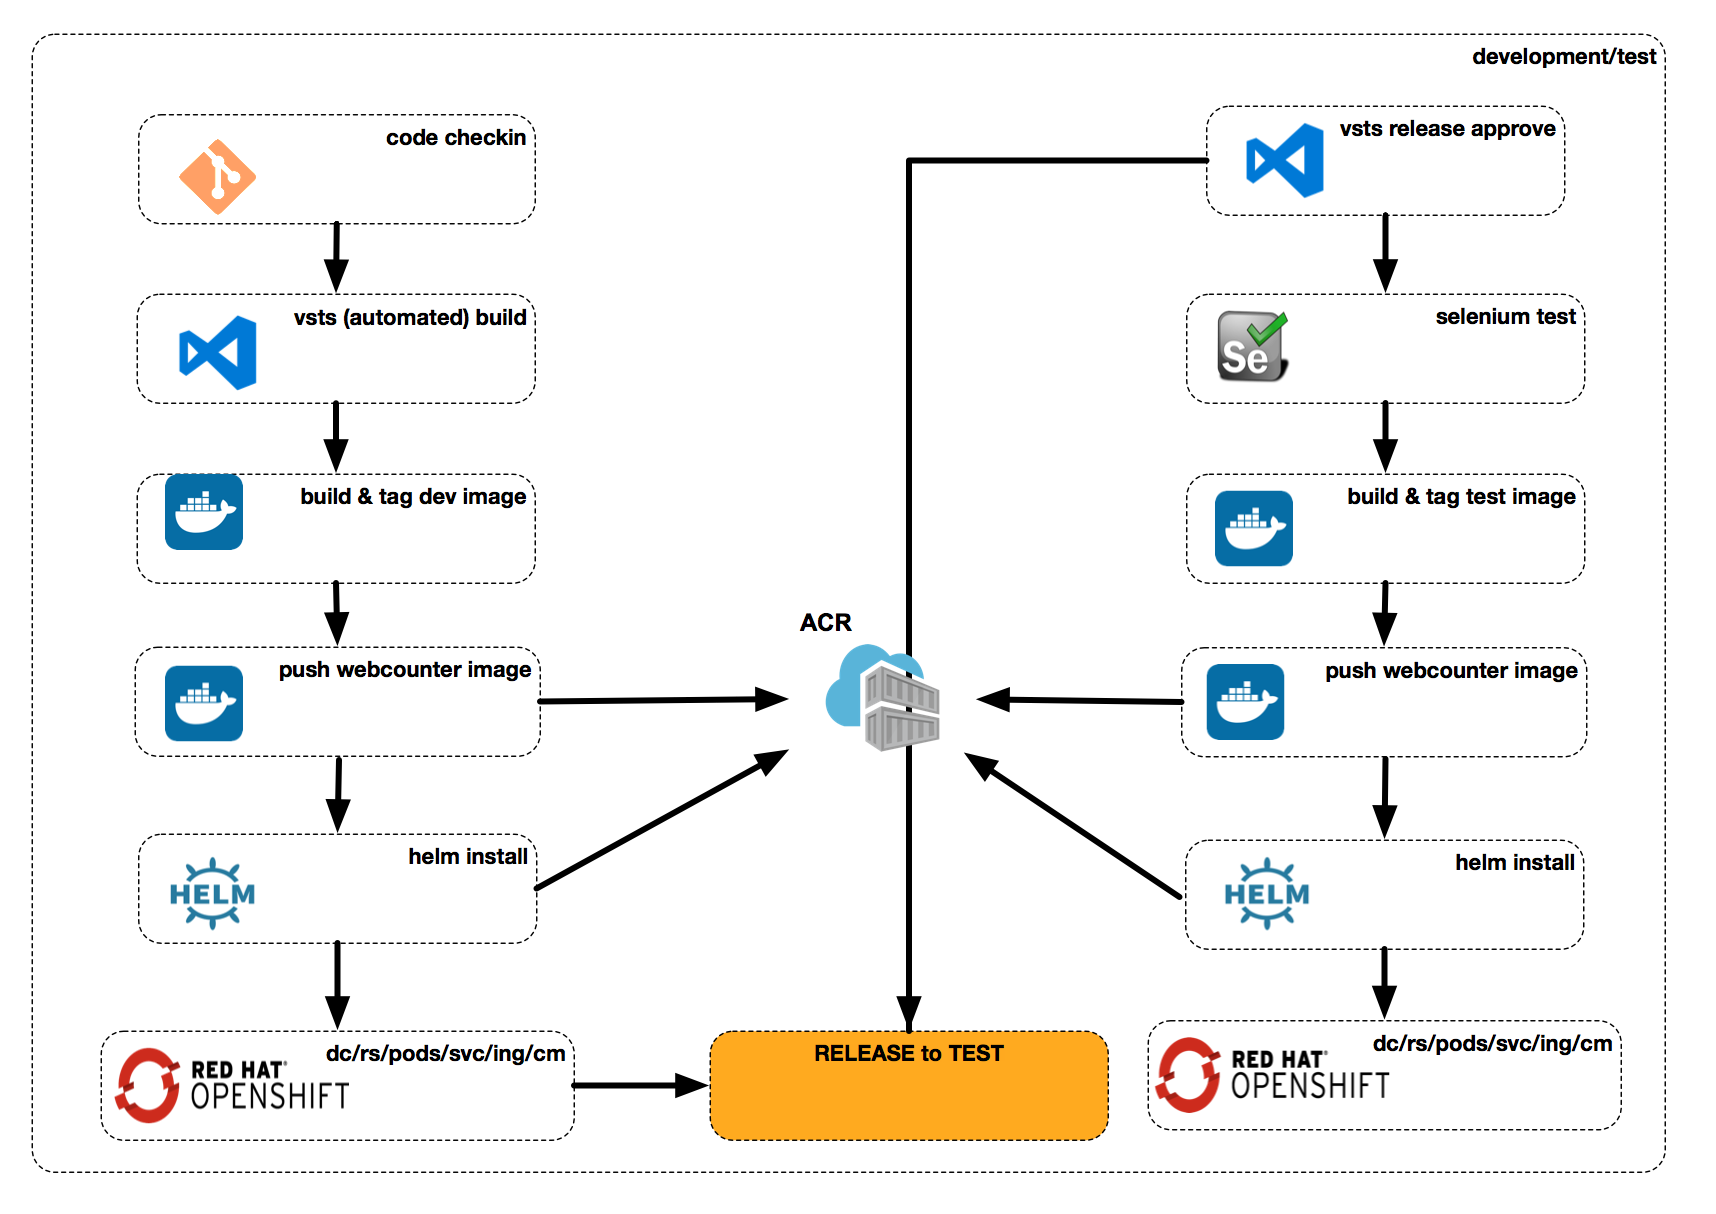 development/test
code checkin
vsts (automated) build
build & tag dev image
push webcounter image
helm install
HELM
dc/rs/pods/svc/ing/cm
RED HAT®
OPENSHIFT
ACR
RELEASE to TEST
vsts release approve
selenium test
Se
build & tag test image
push webcounter image
helm install
HELM
dc/rs/pods/svc/ing/cm
RED HAT®
OPENSHIFT